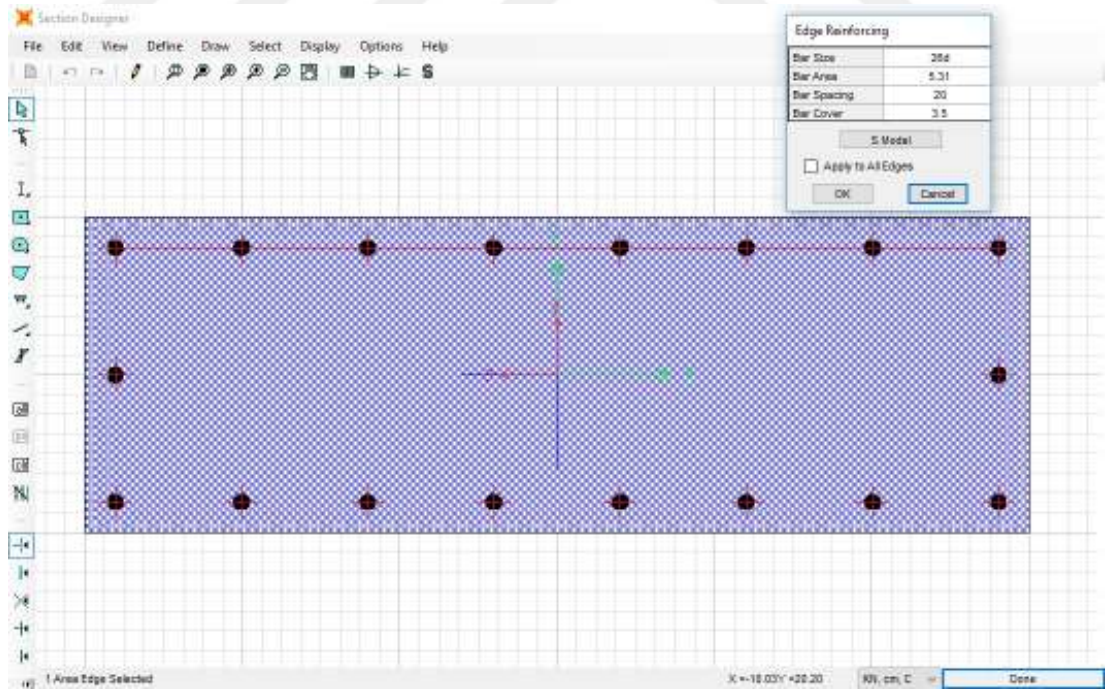 Section Designer
File Edit View Define Draw Select Display Options Help
Edge Reinforcing
Bar Size 26d
Bar Area 5.31
Bar Spacing 20
Bar Cover 3.5
S Model
Apply to All Edges
OK Cancel
1 Area Edge Selected
KN, cm, C
Done